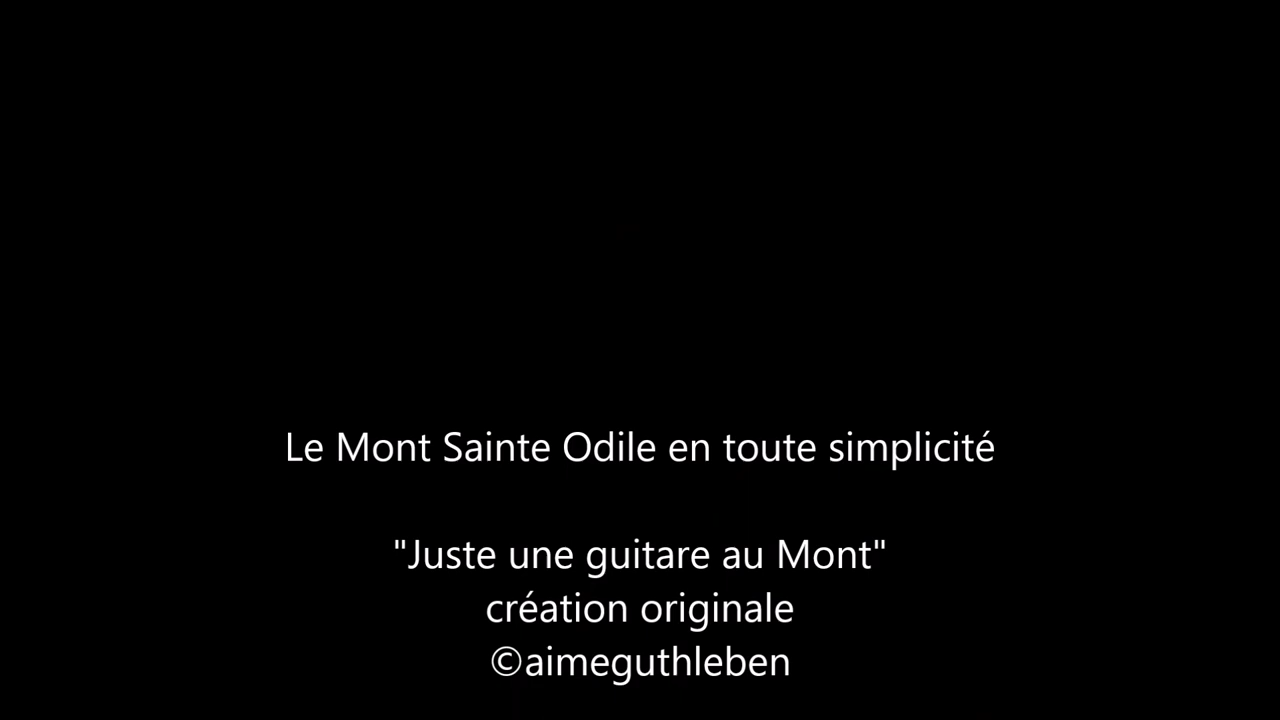 Le Mont Sainte Odile en toute simplicité
"Juste une guitare au Mont"
création originale
©aimeguthleben